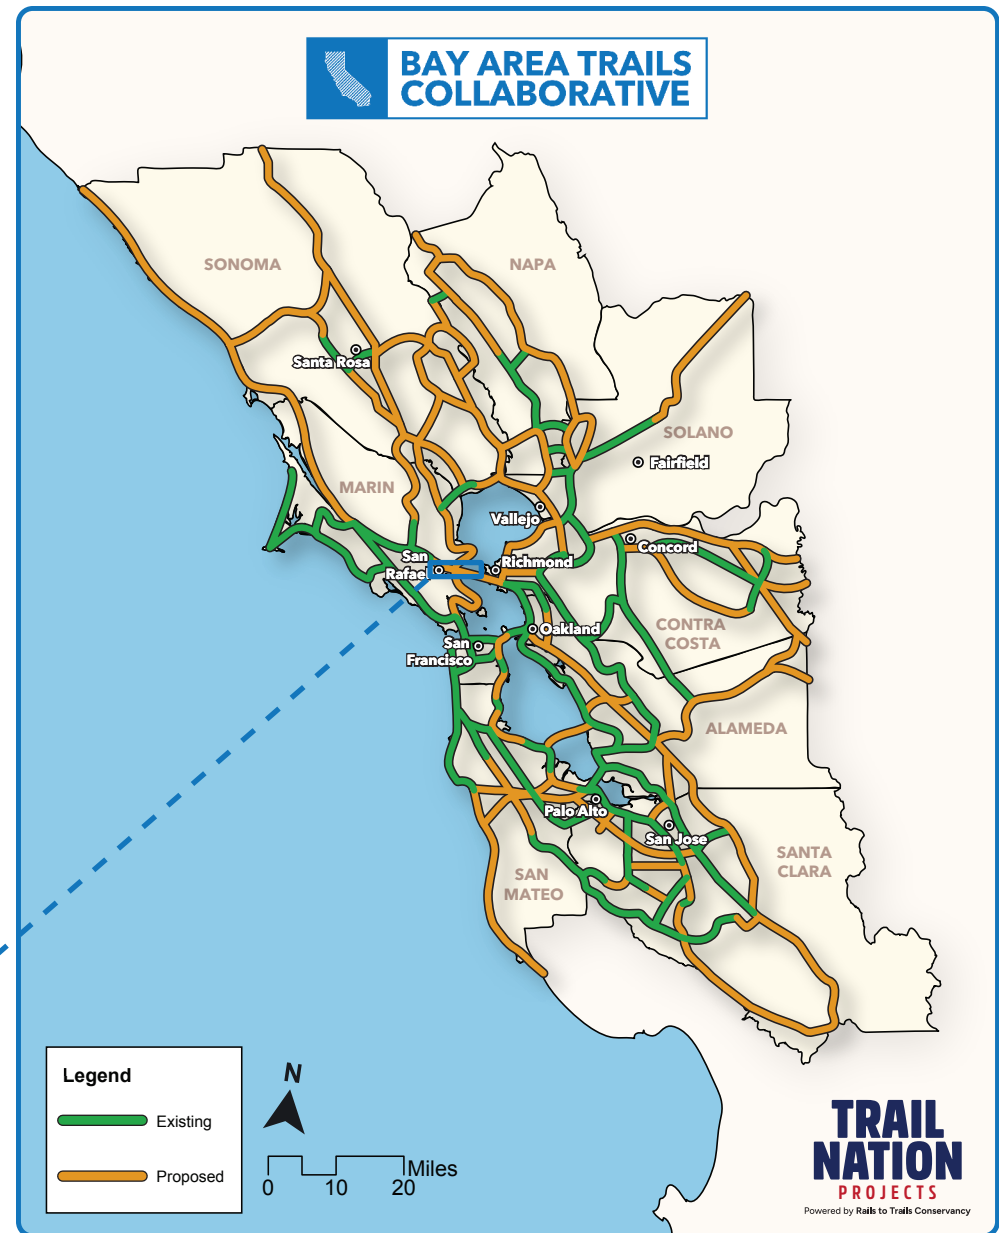 BAY AREA TRAILS
COLLABORATIVE
SONOMA
NAPA
Santa Rosa
SOLANO
Fairfield
MARIN
Vallejo
Concord
San
Rafael
Richmond
CONTRA
COSTA
Oakland
San
Francisco
ALAMEDA
Palo Alto
San Jose
SANTA
CLARA
SAN
MATEO
Legend
Existing
Proposed
N
Miles
0 10 20
TRAIL
NATION
PROJECTS
Powered by Rails to Trails Conservancy